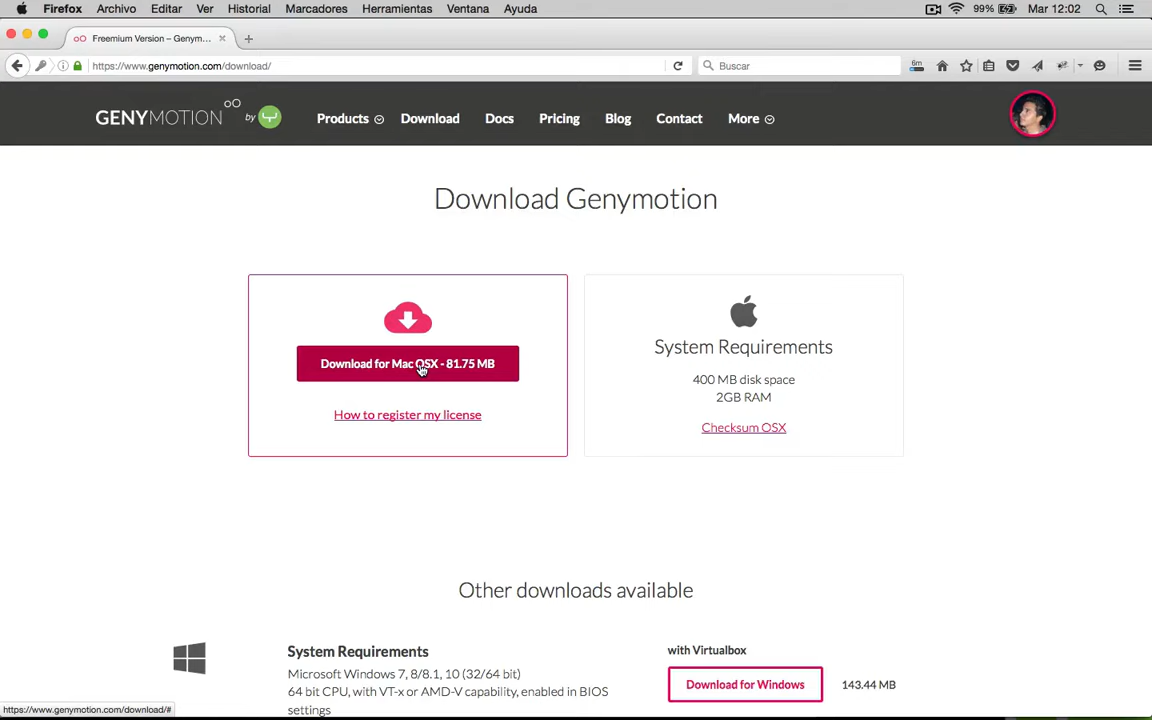 Firefox Archivo Editar Ver Historial Marcadores Herramientas Ventana Ayuda 99% Mar 12:02
Freemium Version – Genym...
https://www.genymotion.com/download/ Buscar 6m
GENYMOTION by Products Download Docs Pricing Blog Contact More
Download Genymotion
Download for Mac OSX - 81.75 MB
How to register my license
System Requirements
400 MB disk space
2GB RAM
Checksum OSX
Other downloads available
System Requirements
Microsoft Windows 7, 8/8.1, 10 (32/64 bit)
64 bit CPU, with VT-x or AMD-V capability, enabled in BIOS
settings
with Virtualbox
Download for Windows 143.44 MB
https://www.genymotion.com/download/#